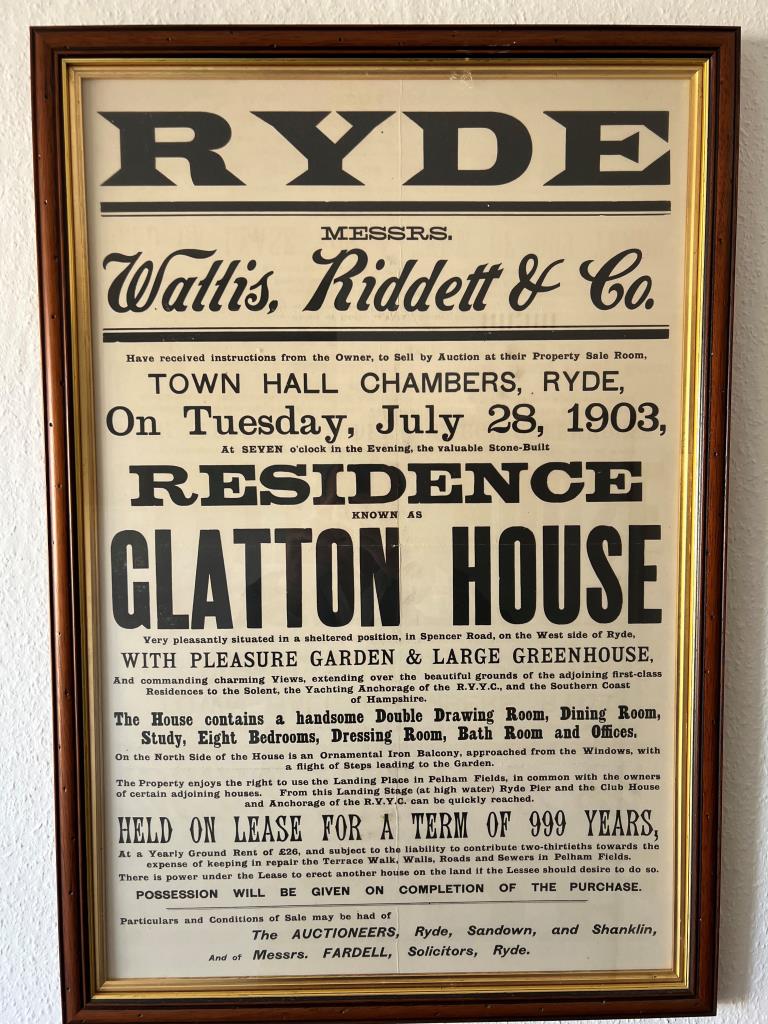 RYDE
MESSRS.
Wallis, Riddett & Co.
Have received instructions from the Owner, to Sell by Auction at their Property Sale Room,
TOWN HALL CHAMBERS, RYDE,
On Tuesday, July 28, 1903,
At SEVEN o'clock in the Evening, the valuable Stone-Built
RESIDENCE
KNOWN AS
GLATTON HOUSE
Very pleasantly situated in a sheltered position, in Spencer Road, on the West side of Ryde,
WITH PLEASURE GARDEN & LARGE GREENHOUSE,
And commanding charming Views, extending over the beautiful grounds of the adjoining first-class
Residences to the Solent, the Yachting Anchorage of the R.V.Y.C., and the Southern Coast
of Hampshire.
The House contains a handsome Double Drawing Room, Dining Room,
Study, Eight Bedrooms, Dressing Room, Bath Room and Offices.
On the North Side of the House is an Ornamental Iron Balcony, approached from the Windows, with
a flight of Steps leading to the Garden.
The Property enjoys the right to use the Landing Place in Pelham Fields, in common with the owners
of certain adjoining houses. From this Landing Stage (at high water) Ryde Pier and the Club House
and Anchorage of the R.V.Y.C. can be quickly reached.
HELD ON LEASE FOR A TERM OF 999 YEARS,
At a Yearly Ground Rent of £26, and subject to the liability to contribute two-thirtieths towards the
expense of keeping in repair the Terrace Walk, Walls, Roads and Sewers in Pelham Fields.
There is power under the Lease to erect another house on the land if the Lessee should desire to do so.
POSSESSION WILL BE GIVEN ON COMPLETION OF THE PURCHASE.
Particulars and Conditions of Sale may be had of
The AUCTIONEERS, Ryde, Sandown, and Shanklin,
And of Messrs. FARDELL, Solicitors, Ryde.